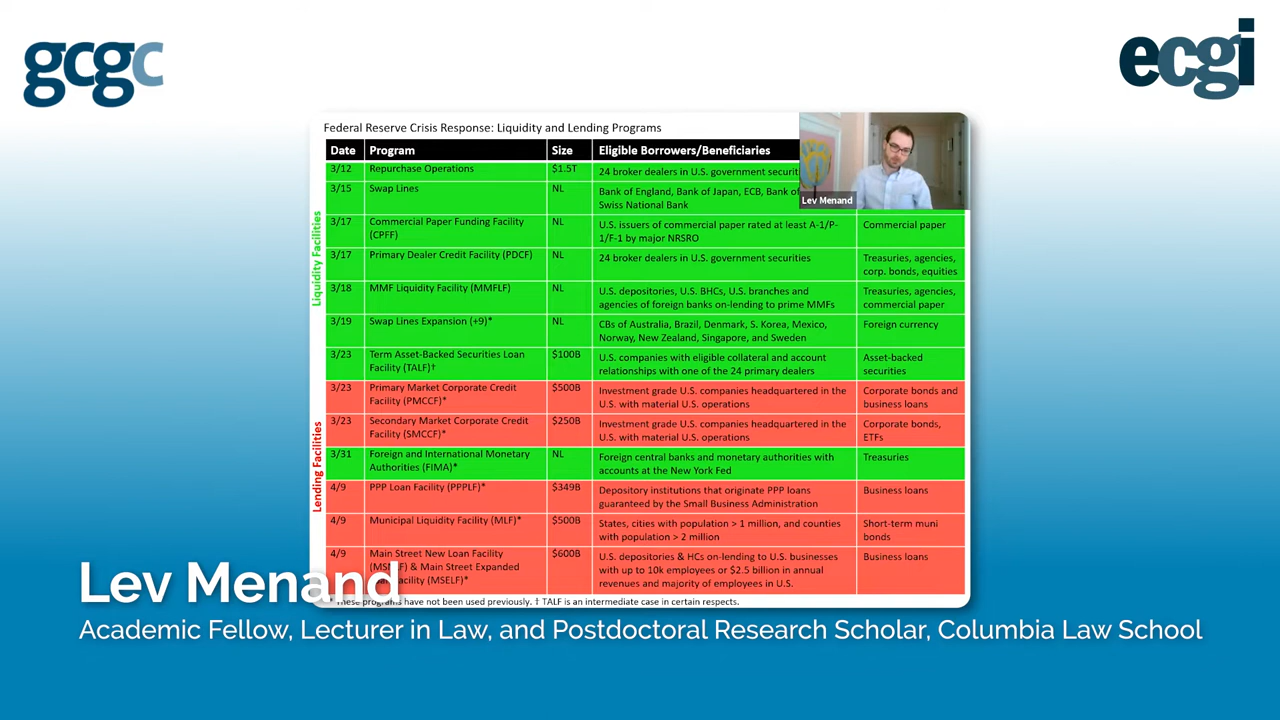 gcgc
ecgi
Federal Reserve Crisis Response: Liquidity and Lending Programs
Date Program Size Eligible Borrowers/Beneficiaries
3/12 Repurchase Operations $1.5T 24 broker dealers in U.S. government securiti
3/15 Swap Lines NL Bank of England, Bank of Japan, ECB, Bank of
Swiss National Bank
Lev Menand
3/17 Commercial Paper Funding Facility NL U.S. issuers of commercial paper rated at least A-1/P- Commercial paper
(CPFF) 1/F-1 by major NRSRO
3/17 Primary Dealer Credit Facility (PDCF) NL 24 broker dealers in U.S. government securities Treasuries, agencies,
corp. bonds, equities
3/18 MMF Liquidity Facility (MMFLF) NL U.S. depositories, U.S. BHCs, U.S. branches and Treasuries, agencies,
agencies of foreign banks on-lending to prime MMFs commercial paper
3/19 Swap Lines Expansion (+9)* NL CBs of Australia, Brazil, Denmark, S. Korea, Mexico, Foreign currency
Norway, New Zealand, Singapore, and Sweden
3/23 Term Asset-Backed Securities Loan $100B U.S. companies with eligible collateral and account Asset-backed
Facility (TALF)† relationships with one of the 24 primary dealers securities
Liquidity Facilities
3/23 Primary Market Corporate Credit $500B Investment grade U.S. companies headquartered in the Corporate bonds and
Facility (PMCCF)* U.S. with material U.S. operations business loans
3/23 Secondary Market Corporate Credit $250B Investment grade U.S. companies headquartered in the Corporate bonds,
Facility (SMCCF)* U.S. with material U.S. operations ETFs
3/31 Foreign and International Monetary NL Foreign central banks and monetary authorities with Treasuries
Authorities (FIMA)* accounts at the New York Fed
4/9 PPP Loan Facility (PPPLF)* $349B Depository institutions that originate PPP loans Business loans
guaranteed by the Small Business Administration
4/9 Municipal Liquidity Facility (MLF)* $500B States, cities with population > 1 million, and counties Short-term muni
with population > 2 million bonds
4/9 Main Street New Loan Facility $600B U.S. depositories & HCs on-lending to U.S. businesses Business loans
& Main Street Expanded with up to 10k employees or $2.5 billion in annual
(MSELF)* revenues and majority of employees in U.S.
Lending Facilities
* These programs have not been used previously. † TALF is an intermediate case in certain respects.
Lev Menand
Academic Fellow, Lecturer in Law, and Postdoctoral Research Scholar, Columbia Law School